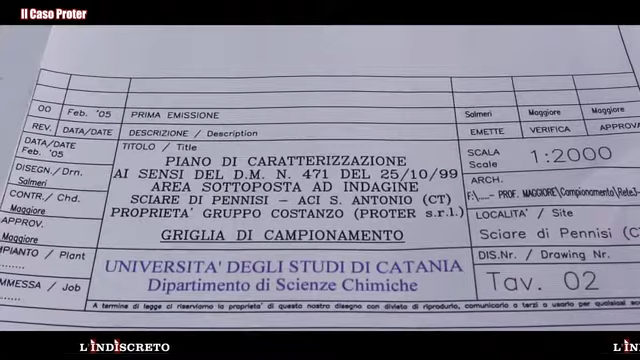 Il Caso Proter
00
Feb. '05
PRIMA EMISSIONE
Salmeri
Maggiore
Maggiore
REV.
DATA/DATE
DESCRIZIONE / Description
EMETTE
VERIFICA
APPROVA
DATA/DATE
Feb. '05
DISEGN./Drn.
Salmeri
CONTR./ Chd.
Maggiore
APPROV.
Maggiore
IMPIANTO / Plant
MMESSA / Job
TITOLO / Title
PIANO DI CARATTERIZZAZIONE
AI SENSI DEL D.M. N. 471 DEL 25/10/99
AREA SOTTOPOSTA AD INDAGINE
SCIARE DI PENNISI – ACI S. ANTONIO (CT)
PROPRIETA' GRUPPO COSTANZO (PROTER s.r.l.)
GRIGLIA DI CAMPIONAMENTO
UNIVERSITA' DEGLI STUDI DI CATANIA
Dipartimento di Scienze Chimiche
SCALA
Scale
1:2000
ARCH.
PROF. MAGGIORE\Campionamento\
LOCALITA' / Site
Sciare di Pennisi (C
DIS.Nr. / Drawing Nr.
Tav. 02
A termine di legge ci riserviamo la proprieta' di questo nostro disegno con divieto di riprodurlo, comunicarlo a terzi o usarlo per qualsiasi
L'INDISCRETO
L'IN